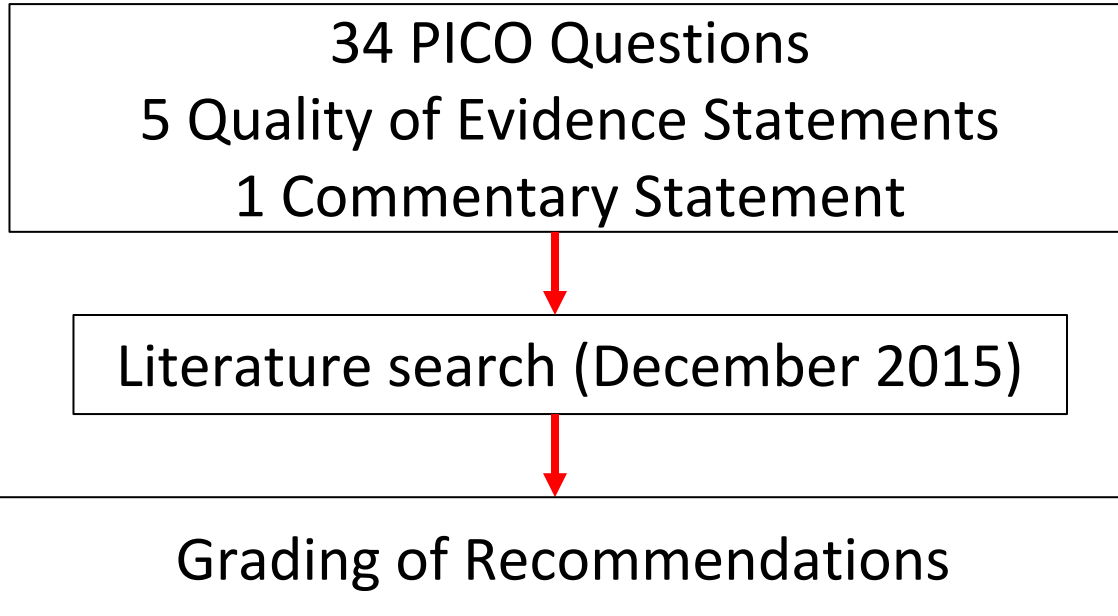 34 PICO Questions
5 Quality of Evidence Statements
1 Commentary Statement
Literature search (December 2015)
Grading of Recommendations